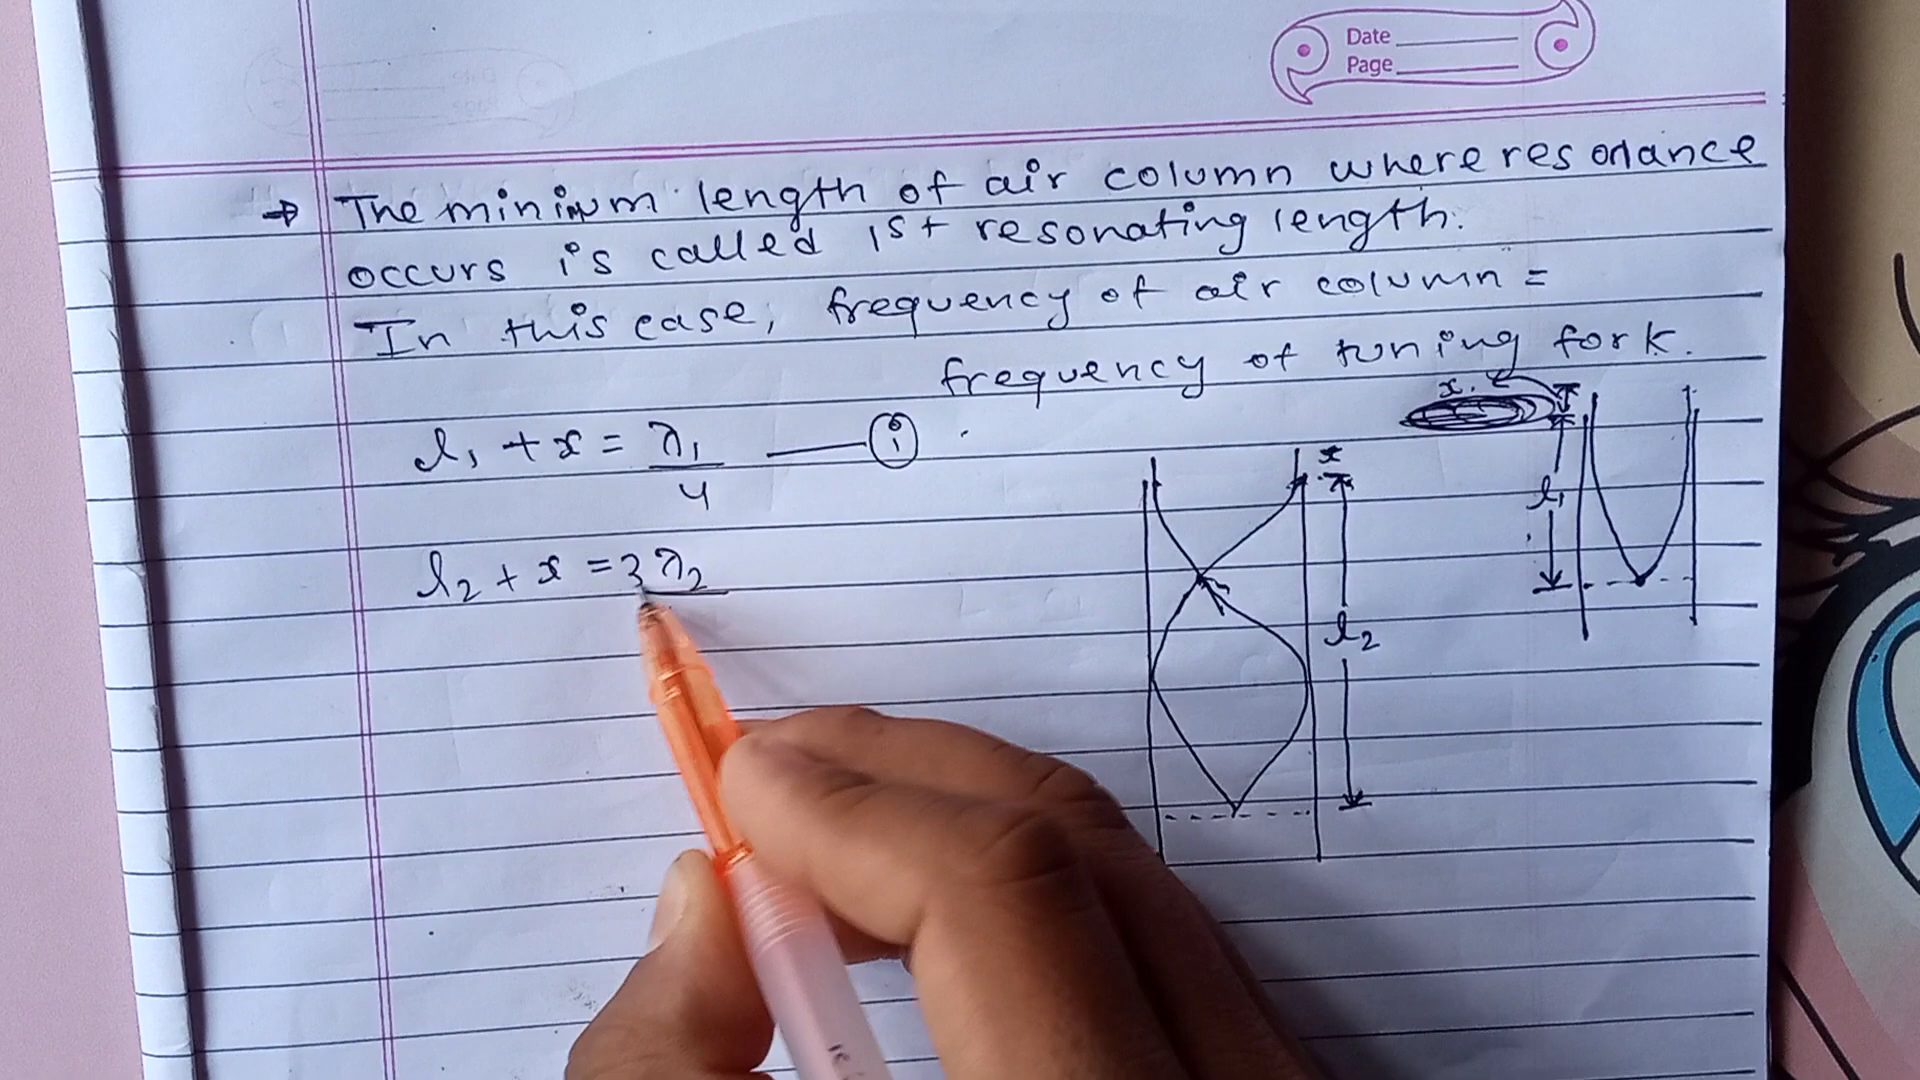 Date
Page
→ The minimum length of air column where resonance
occurs is called 1st resonating length.
In this case, frequency of air column =
frequency of tuning fork.
l₁ + x = λ₁/4 — (i)
l₂ + x = 3λ₂
x
l₂
x.
l₁